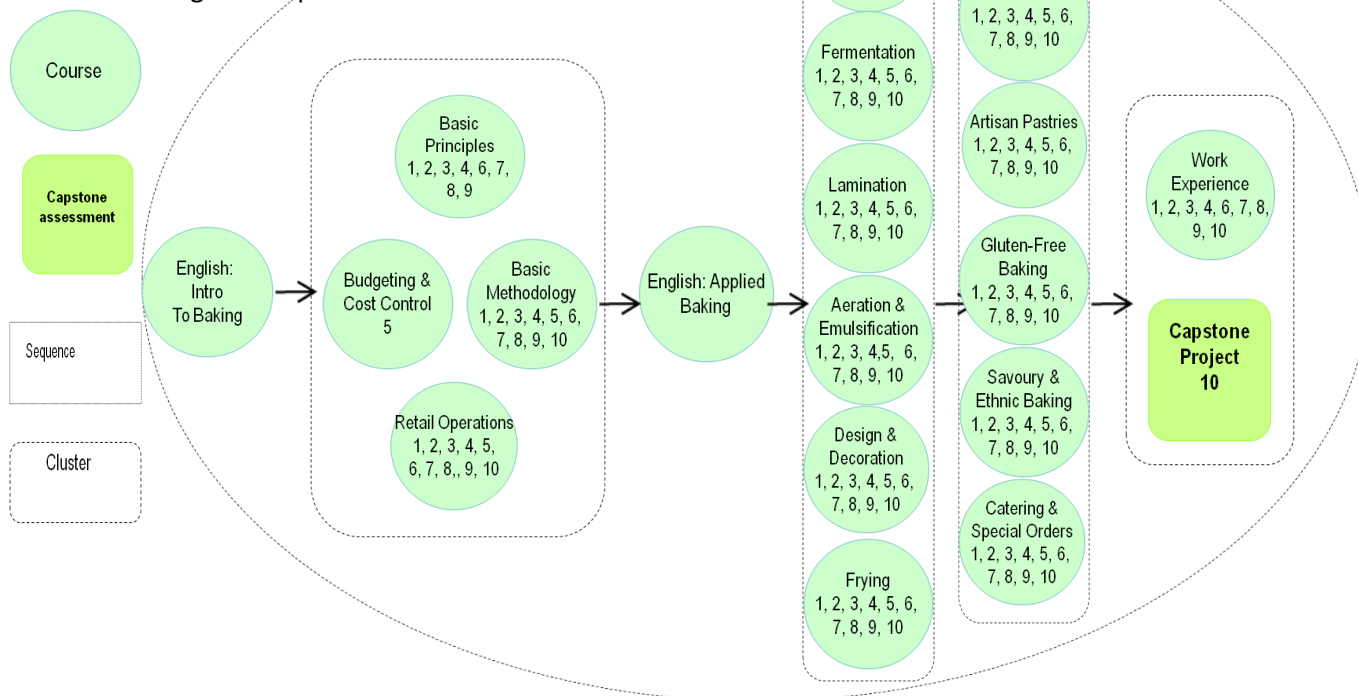 Course
Capstone
assessment
Sequence
Cluster
English:
Intro
To Baking
Basic
Principles
1, 2, 3, 4, 6, 7,
8, 9
Budgeting &
Cost Control
5
Basic
Methodology
1, 2, 3, 4, 5, 6,
7, 8, 9, 10
Retail Operations
1, 2, 3, 4, 5,
6, 7, 8,, 9, 10
English: Applied
Baking
Fermentation
1, 2, 3, 4, 5, 6,
7, 8, 9, 10
Lamination
1, 2, 3, 4, 5, 6,
7, 8, 9, 10
Aeration &
Emulsification
1, 2, 3, 4,5,  6,
7, 8, 9, 10
Design &
Decoration
1, 2, 3, 4, 5, 6,
7, 8, 9, 10
Frying
1, 2, 3, 4, 5, 6,
7, 8, 9, 10
1, 2, 3, 4, 5, 6,
7, 8, 9, 10
Artisan Pastries
1, 2, 3, 4, 5, 6,
7, 8, 9, 10
Gluten-Free
Baking
1, 2, 3, 4, 5, 6,
7, 8, 9, 10
Savoury &
Ethnic Baking
1, 2, 3, 4, 5, 6,
7, 8, 9, 10
Catering &
Special Orders
1, 2, 3, 4, 5, 6,
7, 8, 9, 10
Work
Experience
1, 2, 3, 4, 6, 7, 8,
9, 10
Capstone
Project
10